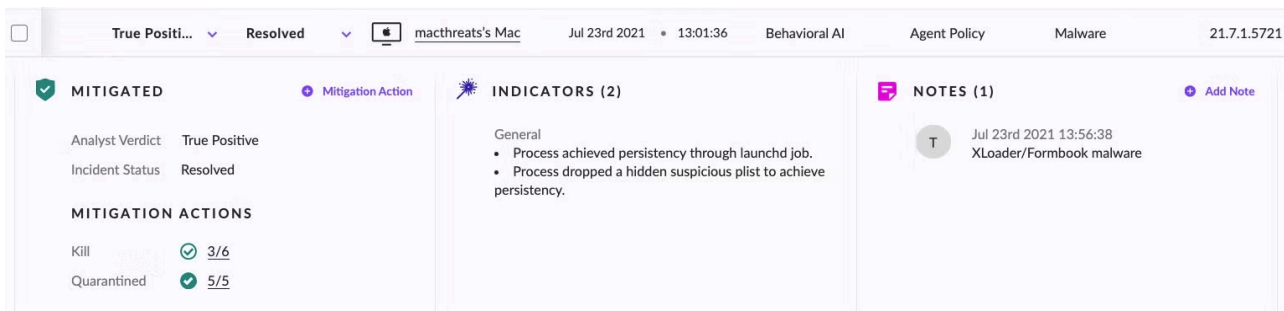 True Positi... Resolved macthreats's Mac Jul 23rd 2021 • 13:01:36 Behavioral AI Agent Policy Malware 21.7.1.5721
MITIGATED Mitigation Action
Analyst Verdict True Positive
Incident Status Resolved
MITIGATION ACTIONS
Kill 3/6
Quarantined 5/5
INDICATORS (2)
General
• Process achieved persistency through launchd job.
• Process dropped a hidden suspicious plist to achieve
persistency.
NOTES (1) Add Note
T
Jul 23rd 2021 13:56:38
XLoader/Formbook malware